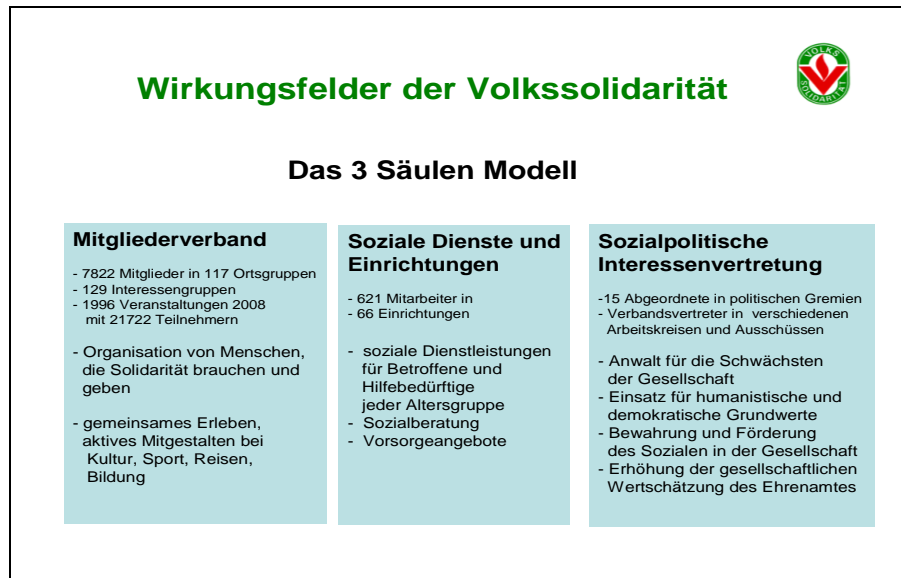 Wirkungsfelder der Volkssolidarität
VOLKS
SOLIDARITÄT
Das 3 Säulen Modell
Mitgliederverband
- 7822 Mitglieder in 117 Ortsgruppen
- 129 Interessengruppen
- 1996 Veranstaltungen 2008
mit 21722 Teilnehmern
- Organisation von Menschen,
die Solidarität brauchen und
geben
- gemeinsames Erleben,
aktives Mitgestalten bei
Kultur, Sport, Reisen,
Bildung
Soziale Dienste und
Einrichtungen
- 621 Mitarbeiter in
- 66 Einrichtungen
- soziale Dienstleistungen
für Betroffene und
Hilfebedürftige
jeder Altersgruppe
- Sozialberatung
- Vorsorgeangebote
Sozialpolitische
Interessenvertretung
-15 Abgeordnete in politischen Gremien
- Verbandsvertreter in verschiedenen
Arbeitskreisen und Ausschüssen
- Anwalt für die Schwächsten
der Gesellschaft
- Einsatz für humanistische und
demokratische Grundwerte
- Bewahrung und Förderung
des Sozialen in der Gesellschaft
- Erhöhung der gesellschaftlichen
Wertschätzung des Ehrenamtes